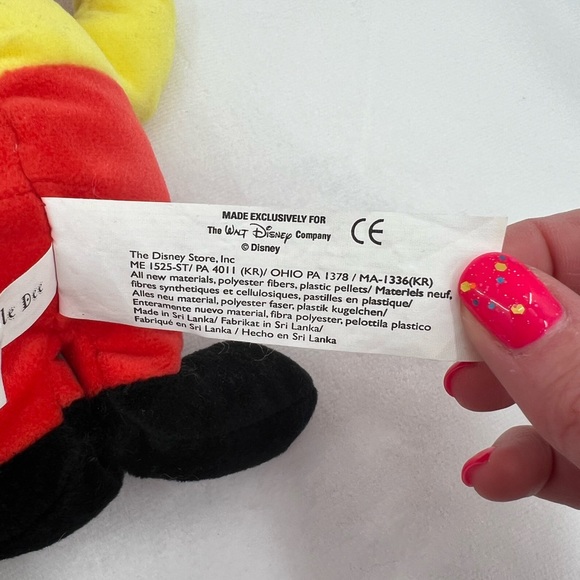 MADE EXCLUSIVELY FOR
The WALT DISNEY Company CE
© Disney
The Disney Store, Inc
ME 1525-ST/ PA 4011 (KR)/ OHIO PA 1378 / MA-1336(KR)
All new materials, polyester fibers, plastic pellets/ Materiels neuf,
fibres synthetiques et cellulosiques, pastilles en plastique/
Alles neu material, polyester faser, plastik kugelchen/
Enteramente nuevo material, fibra polyester, pelottila plastico
Made in Sri Lanka/ Fabrikat in Sri Lanka/
Fabriqué en Sri Lanka / Hecho en Sri Lanka
le Dee